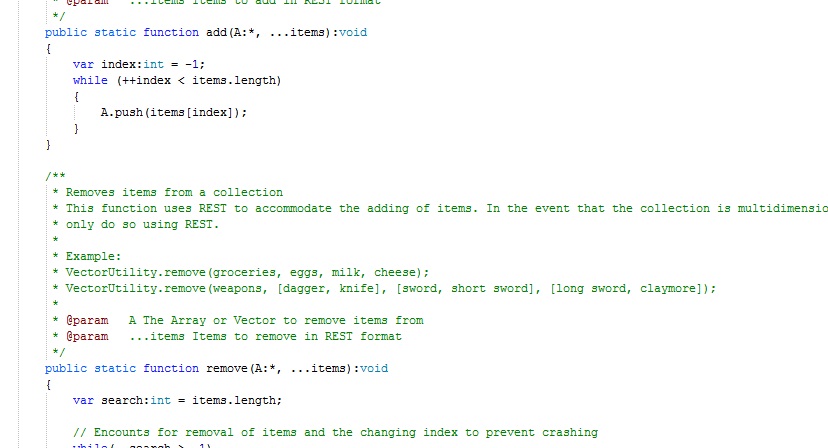 * @param   ...items Items to add in REST format
*/
public static function add(A:*, ...items):void
{
var index:int = -1;
while (++index < items.length)
{
A.push(items[index]);
}
}
/**
* Removes items from a collection
* This function uses REST to accommodate the adding of items. In the event that the collection is multidimensio
* only do so using REST.
*
* Example:
* VectorUtility.remove(groceries, eggs, milk, cheese);
* VectorUtility.remove(weapons, [dagger, knife], [sword, short sword], [long sword, claymore]);
*
* @param   A The Array or Vector to remove items from
* @param   ...items Items to remove in REST format
*/
public static function remove(A:*, ...items):void
{
var search:int = items.length;
// Encounts for removal of items and the changing index to prevent crashing
while(--search > -1)